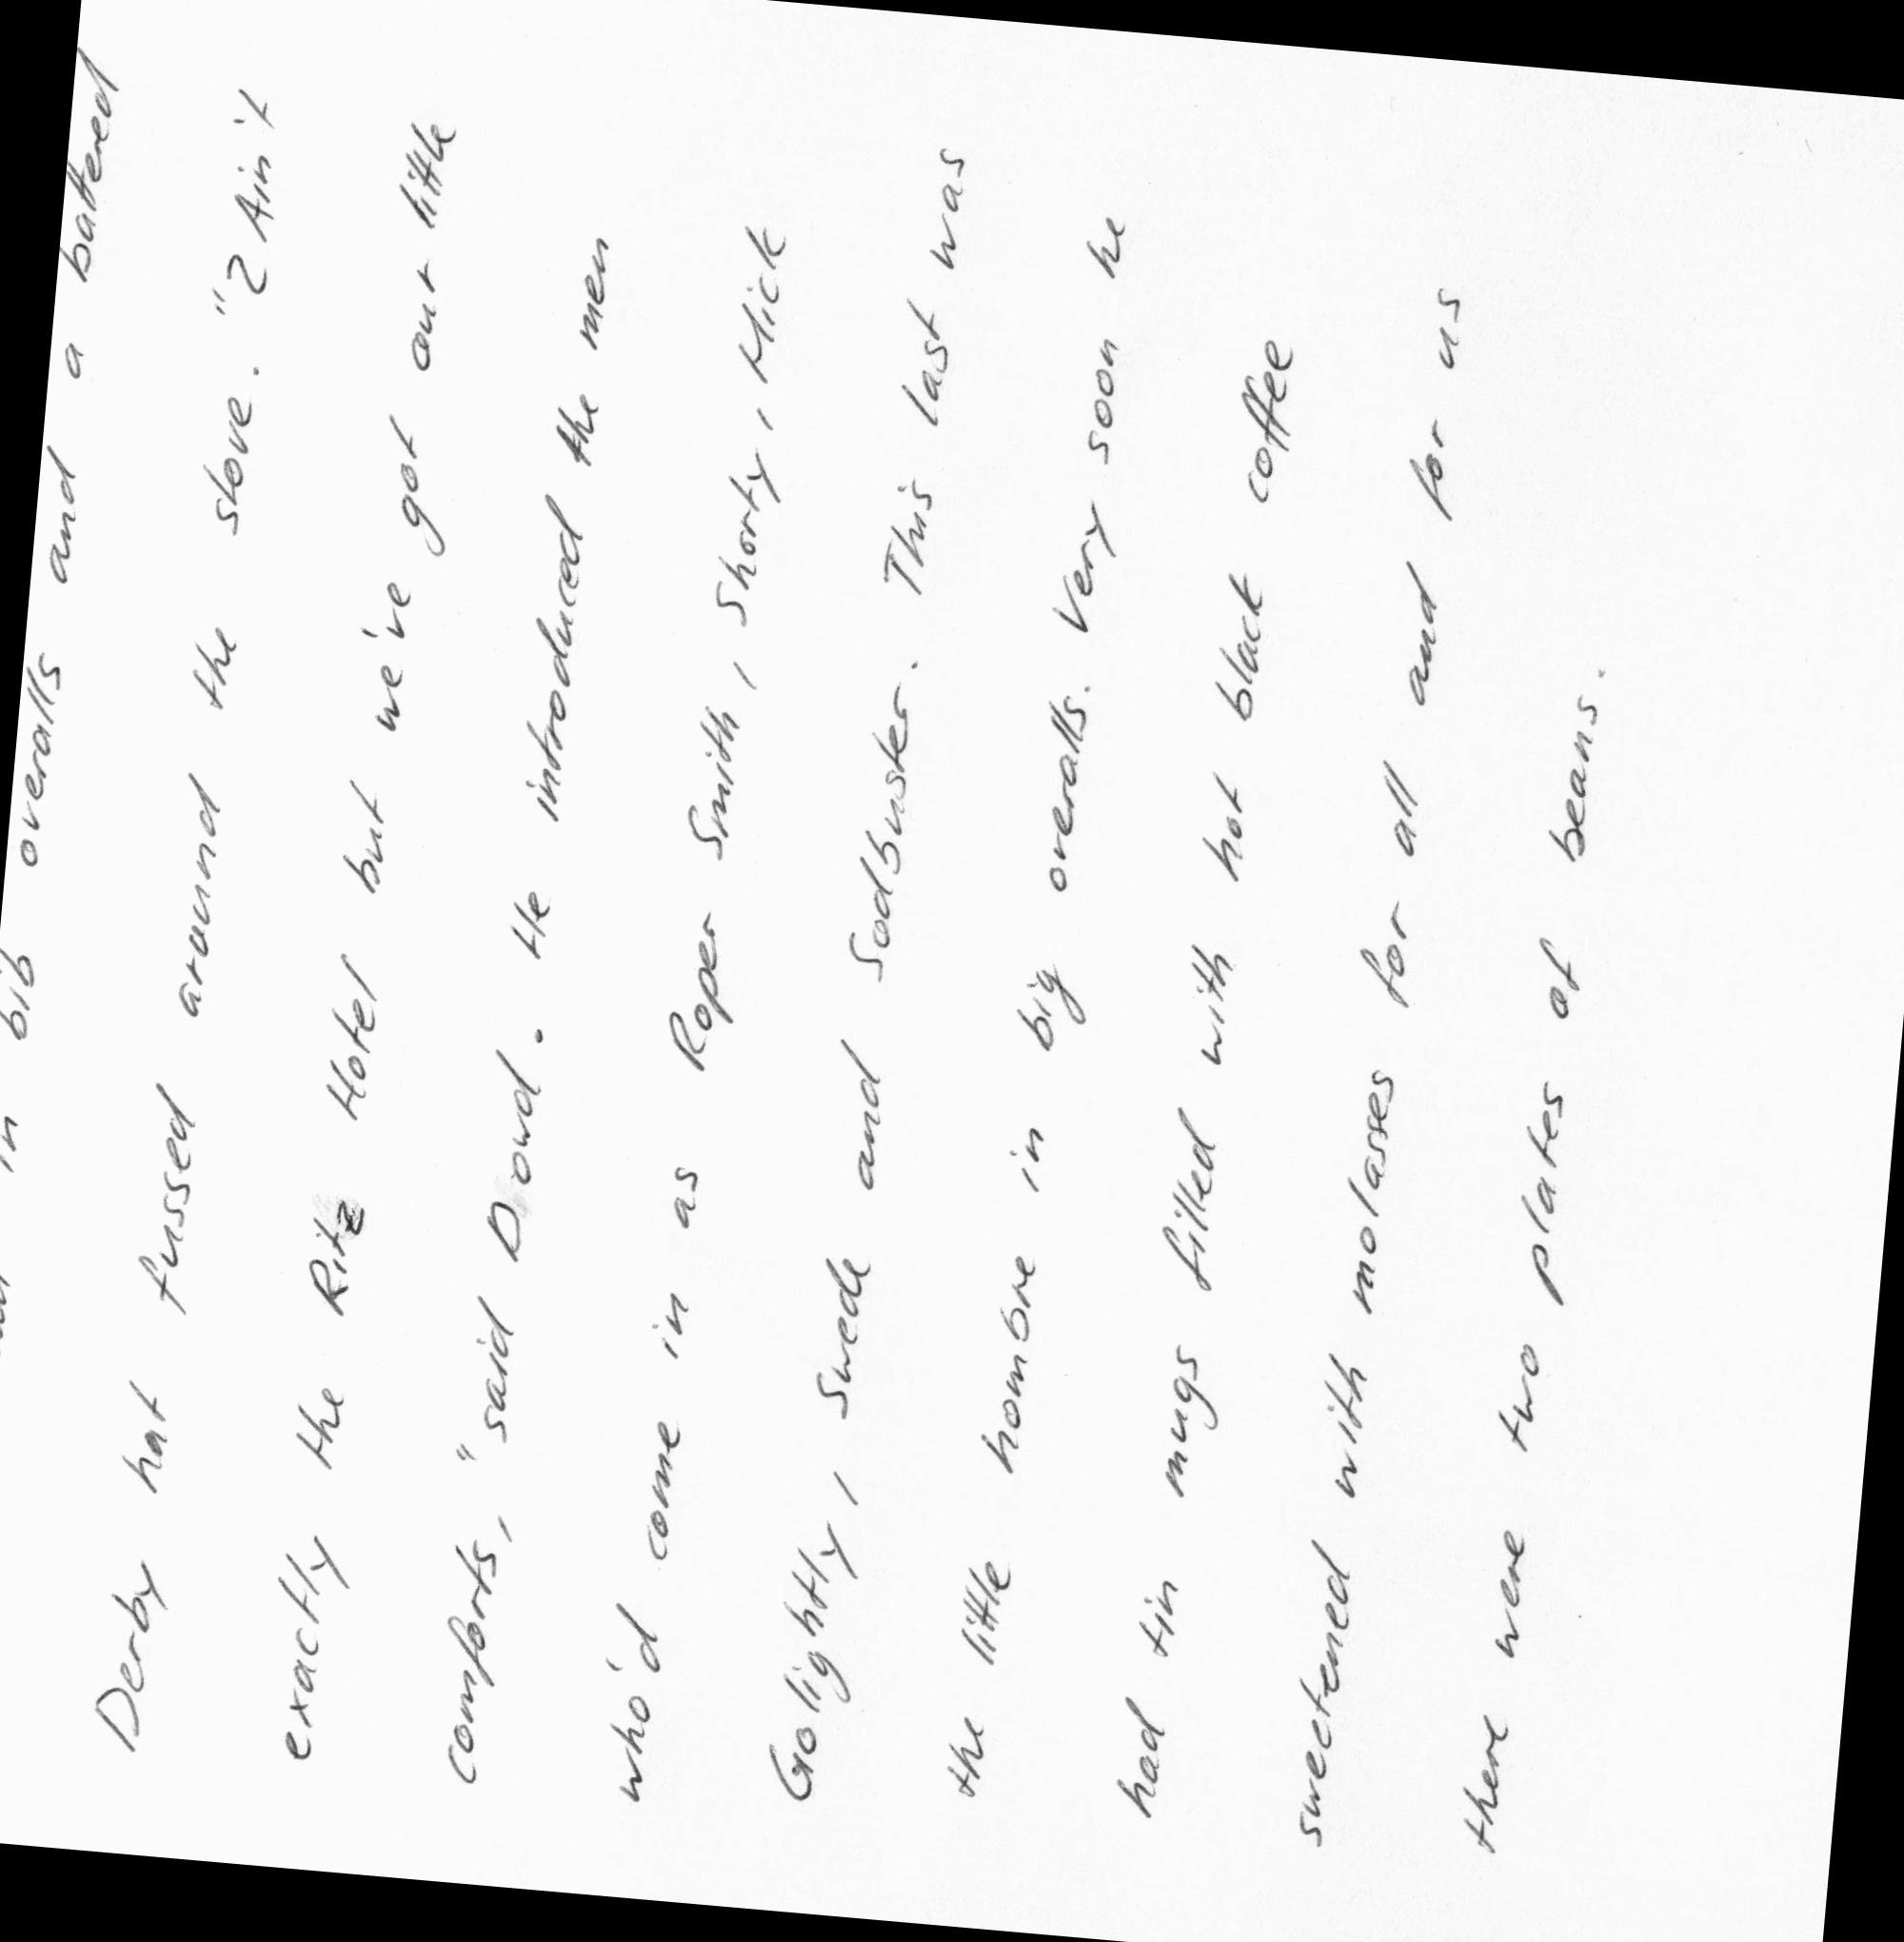 in bib overalls and a battered
Derby hat fussed around the stove. "2 Ain't
exactly the Ritz Hotel but we've got our little
comforts," said Dowd. He introduced the men
who'd come in as Roper Smith, Shorty, Mick
Golightly, Swede and Sodbuster. This last was
the little hombre in big overalls. Very soon he
had tin mugs filled with hot black coffee
sweetened with molasses for all and for us
there were two plates of beans.